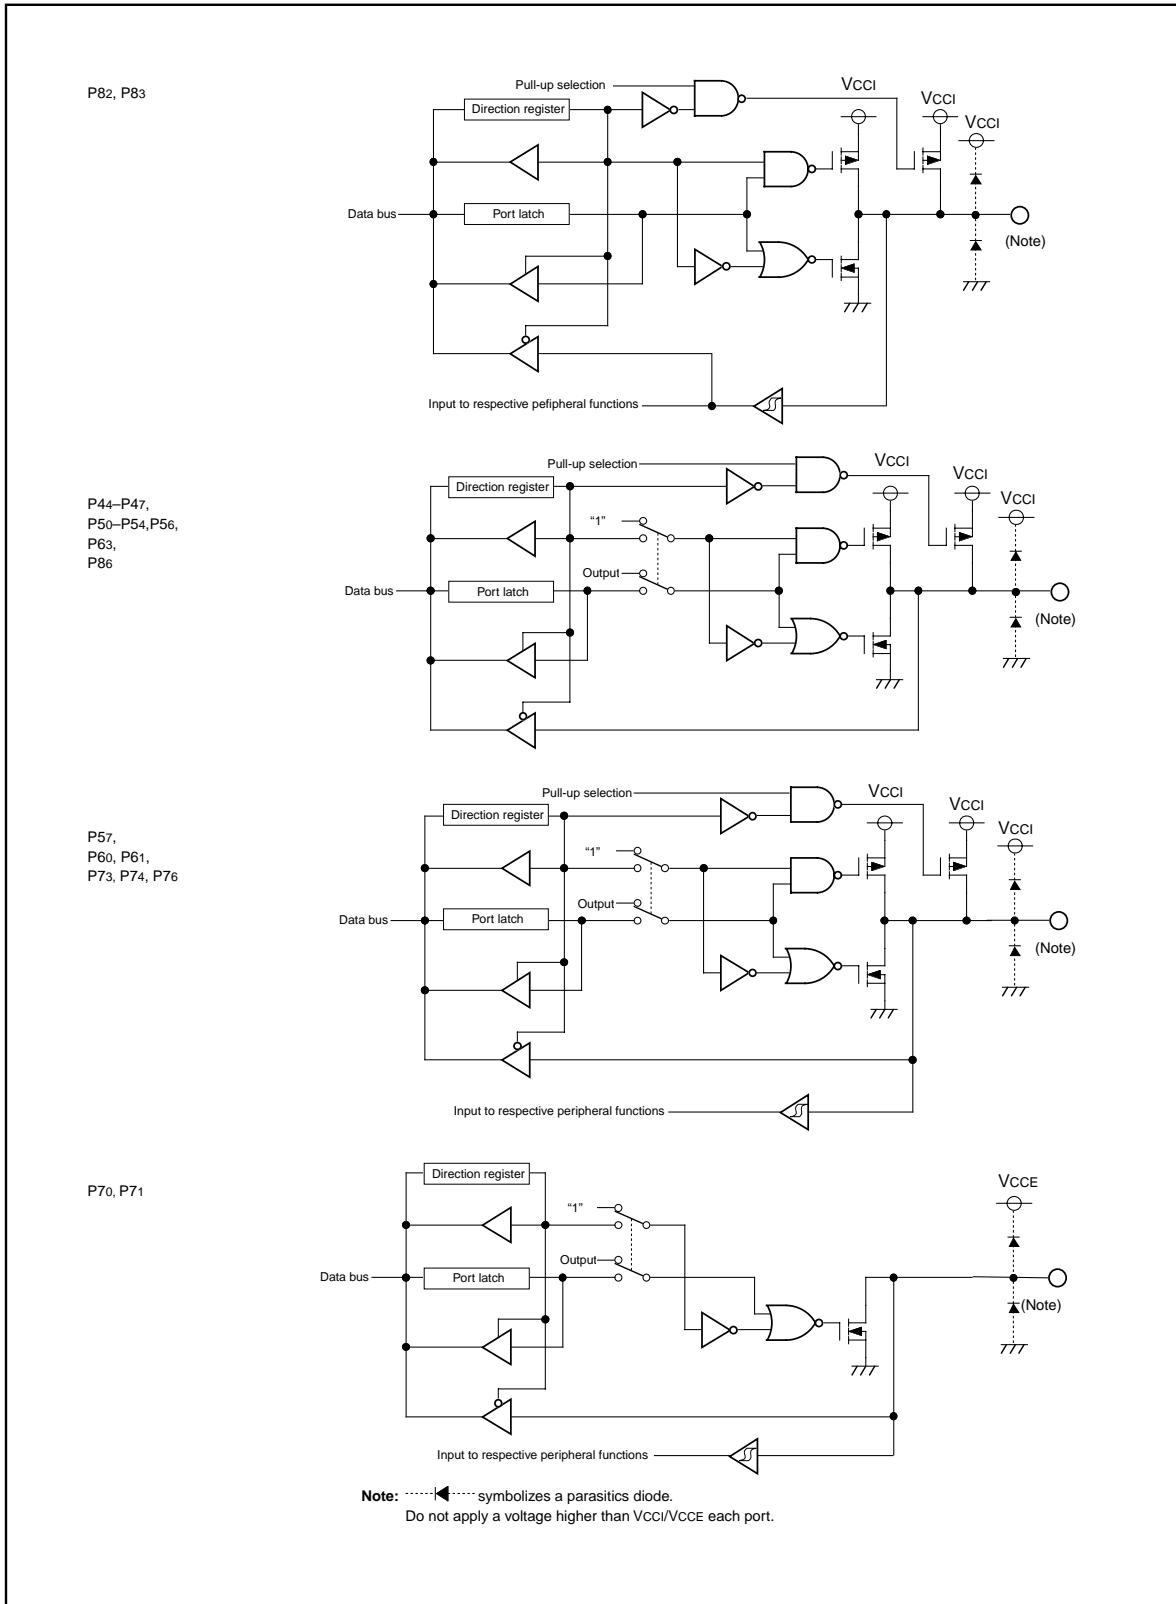 P82, P83
Pull-up selection
VCCI
VCCI
VCCI
Direction register
Data bus
Port latch
(Note)
Input to respective pefipheral functions
P44–P47,
P50–P54,P56,
P63,
P86
Pull-up selection
VCCI
VCCI
VCCI
Direction register
“1”
Output
Data bus
Port latch
(Note)
P57,
P60, P61,
P73, P74, P76
Pull-up selection
VCCI
VCCI
VCCI
Direction register
“1”
Output
Data bus
Port latch
(Note)
Input to respective peripheral functions
P70, P71
Direction register
VCCE
“1”
Output
Data bus
Port latch
(Note)
Input to respective peripheral functions
Note: symbolizes a parasitics diode.
Do not apply a voltage higher than VCCI/VCCE each port.